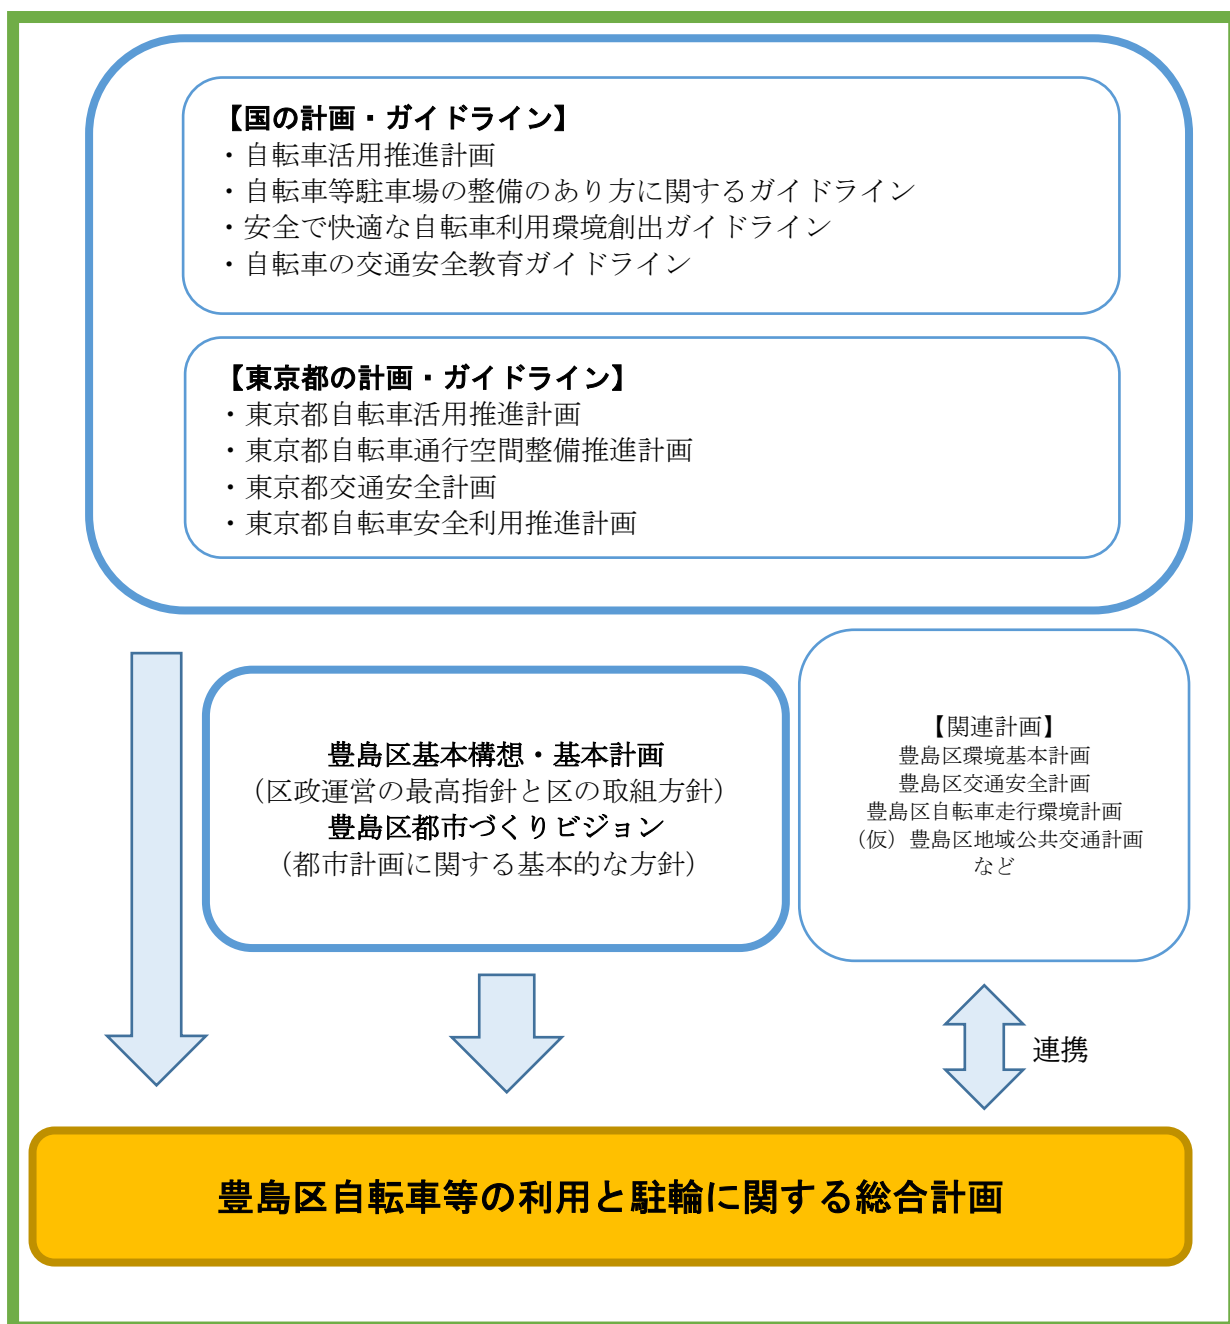 【国の計画・ガイドライン】
・自転車活用推進計画
・自転車等駐車場の整備のあり方に関するガイドライン
・安全で快適な自転車利用環境創出ガイドライン
・自転車の交通安全教育ガイドライン
【東京都の計画・ガイドライン】
・東京都自転車活用推進計画
・東京都自転車通行空間整備推進計画
・東京都交通安全計画
・東京都自転車安全利用推進計画
豊島区基本構想・基本計画
（区政運営の最高指針と区の取組方針）
豊島区都市づくりビジョン
（都市計画に関する基本的な方針）
【関連計画】
豊島区環境基本計画
豊島区交通安全計画
豊島区自転車走行環境計画
（仮）豊島区地域公共交通計画
など
連携
豊島区自転車等の利用と駐輪に関する総合計画